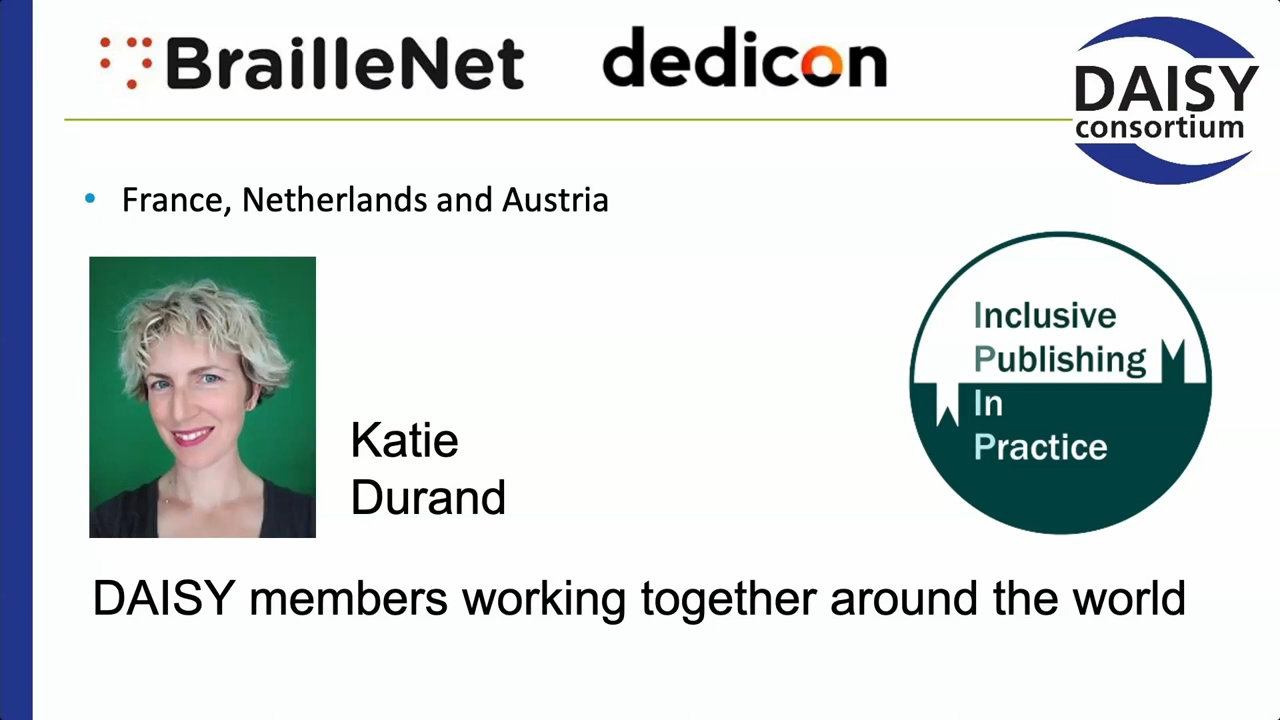 BrailleNet
dedicon
DAISY
consortium
• France, Netherlands and Austria
Inclusive
Publishing
In
Practice
Katie
Durand
DAISY members working together around the world